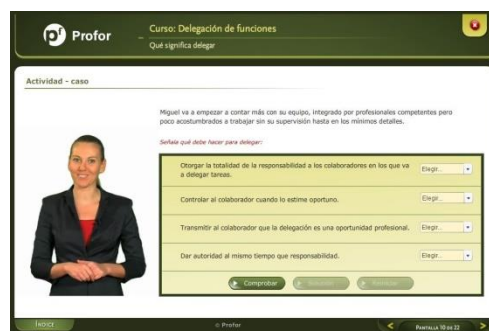 Profor
Curso: Delegación de funciones
Qué significa delegar
Actividad - caso
Miguel va a empezar a contar más con su equipo, integrado por profesionales competentes pero
poco acostumbrados a trabajar sin su supervisión hasta en los mínimos detalles.
Señala qué debe hacer para delegar:
Otorgar la totalidad de la responsabilidad a los colaboradores en los que va
a delegar tareas.
Elegir...
Controlar al colaborador cuando lo estime oportuno.
Elegir...
Transmitir al colaborador que la delegación es una oportunidad profesional.
Elegir...
Dar autoridad al mismo tiempo que responsabilidad.
Elegir...
Comprobar
Índice
© Profor
Pantalla 10 de 22